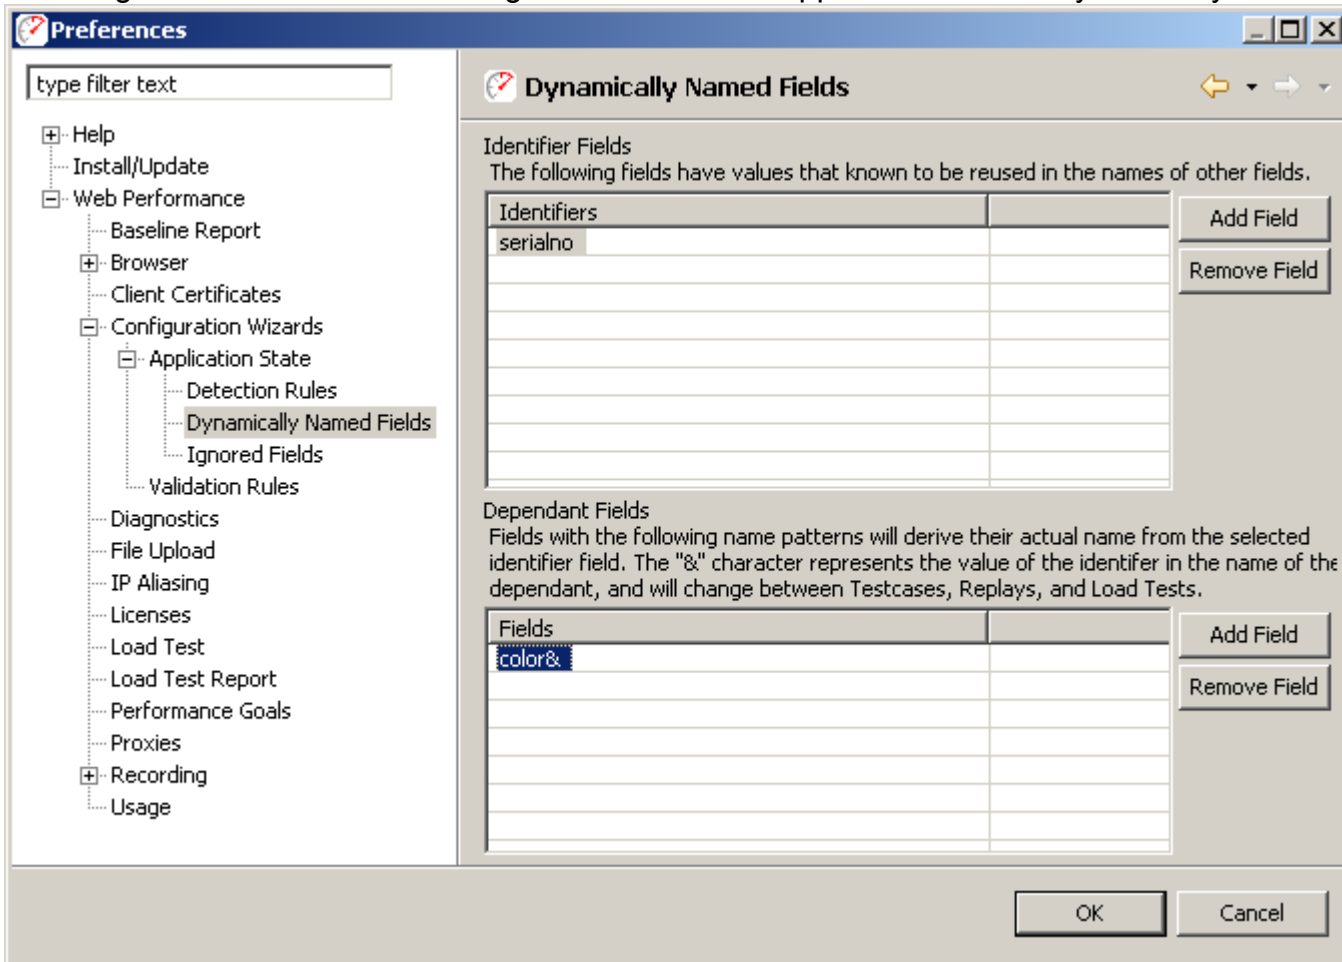 Preferences
type filter text
Help
Install/Update
Web Performance
Baseline Report
Browser
Client Certificates
Configuration Wizards
Application State
Detection Rules
Dynamically Named Fields
Ignored Fields
Validation Rules
Diagnostics
File Upload
IP Aliasing
Licenses
Load Test
Load Test Report
Performance Goals
Proxies
Recording
Usage
Dynamically Named Fields
Identifier Fields
The following fields have values that known to be reused in the names of other fields.
Identifiers
serialno
Add Field
Remove Field
Dependant Fields
Fields with the following name patterns will derive their actual name from the selected
identifier field. The "&" character represents the value of the identifer in the name of the
dependant, and will change between Testcases, Replays, and Load Tests.
Fields
color&
Add Field
Remove Field
OK
Cancel